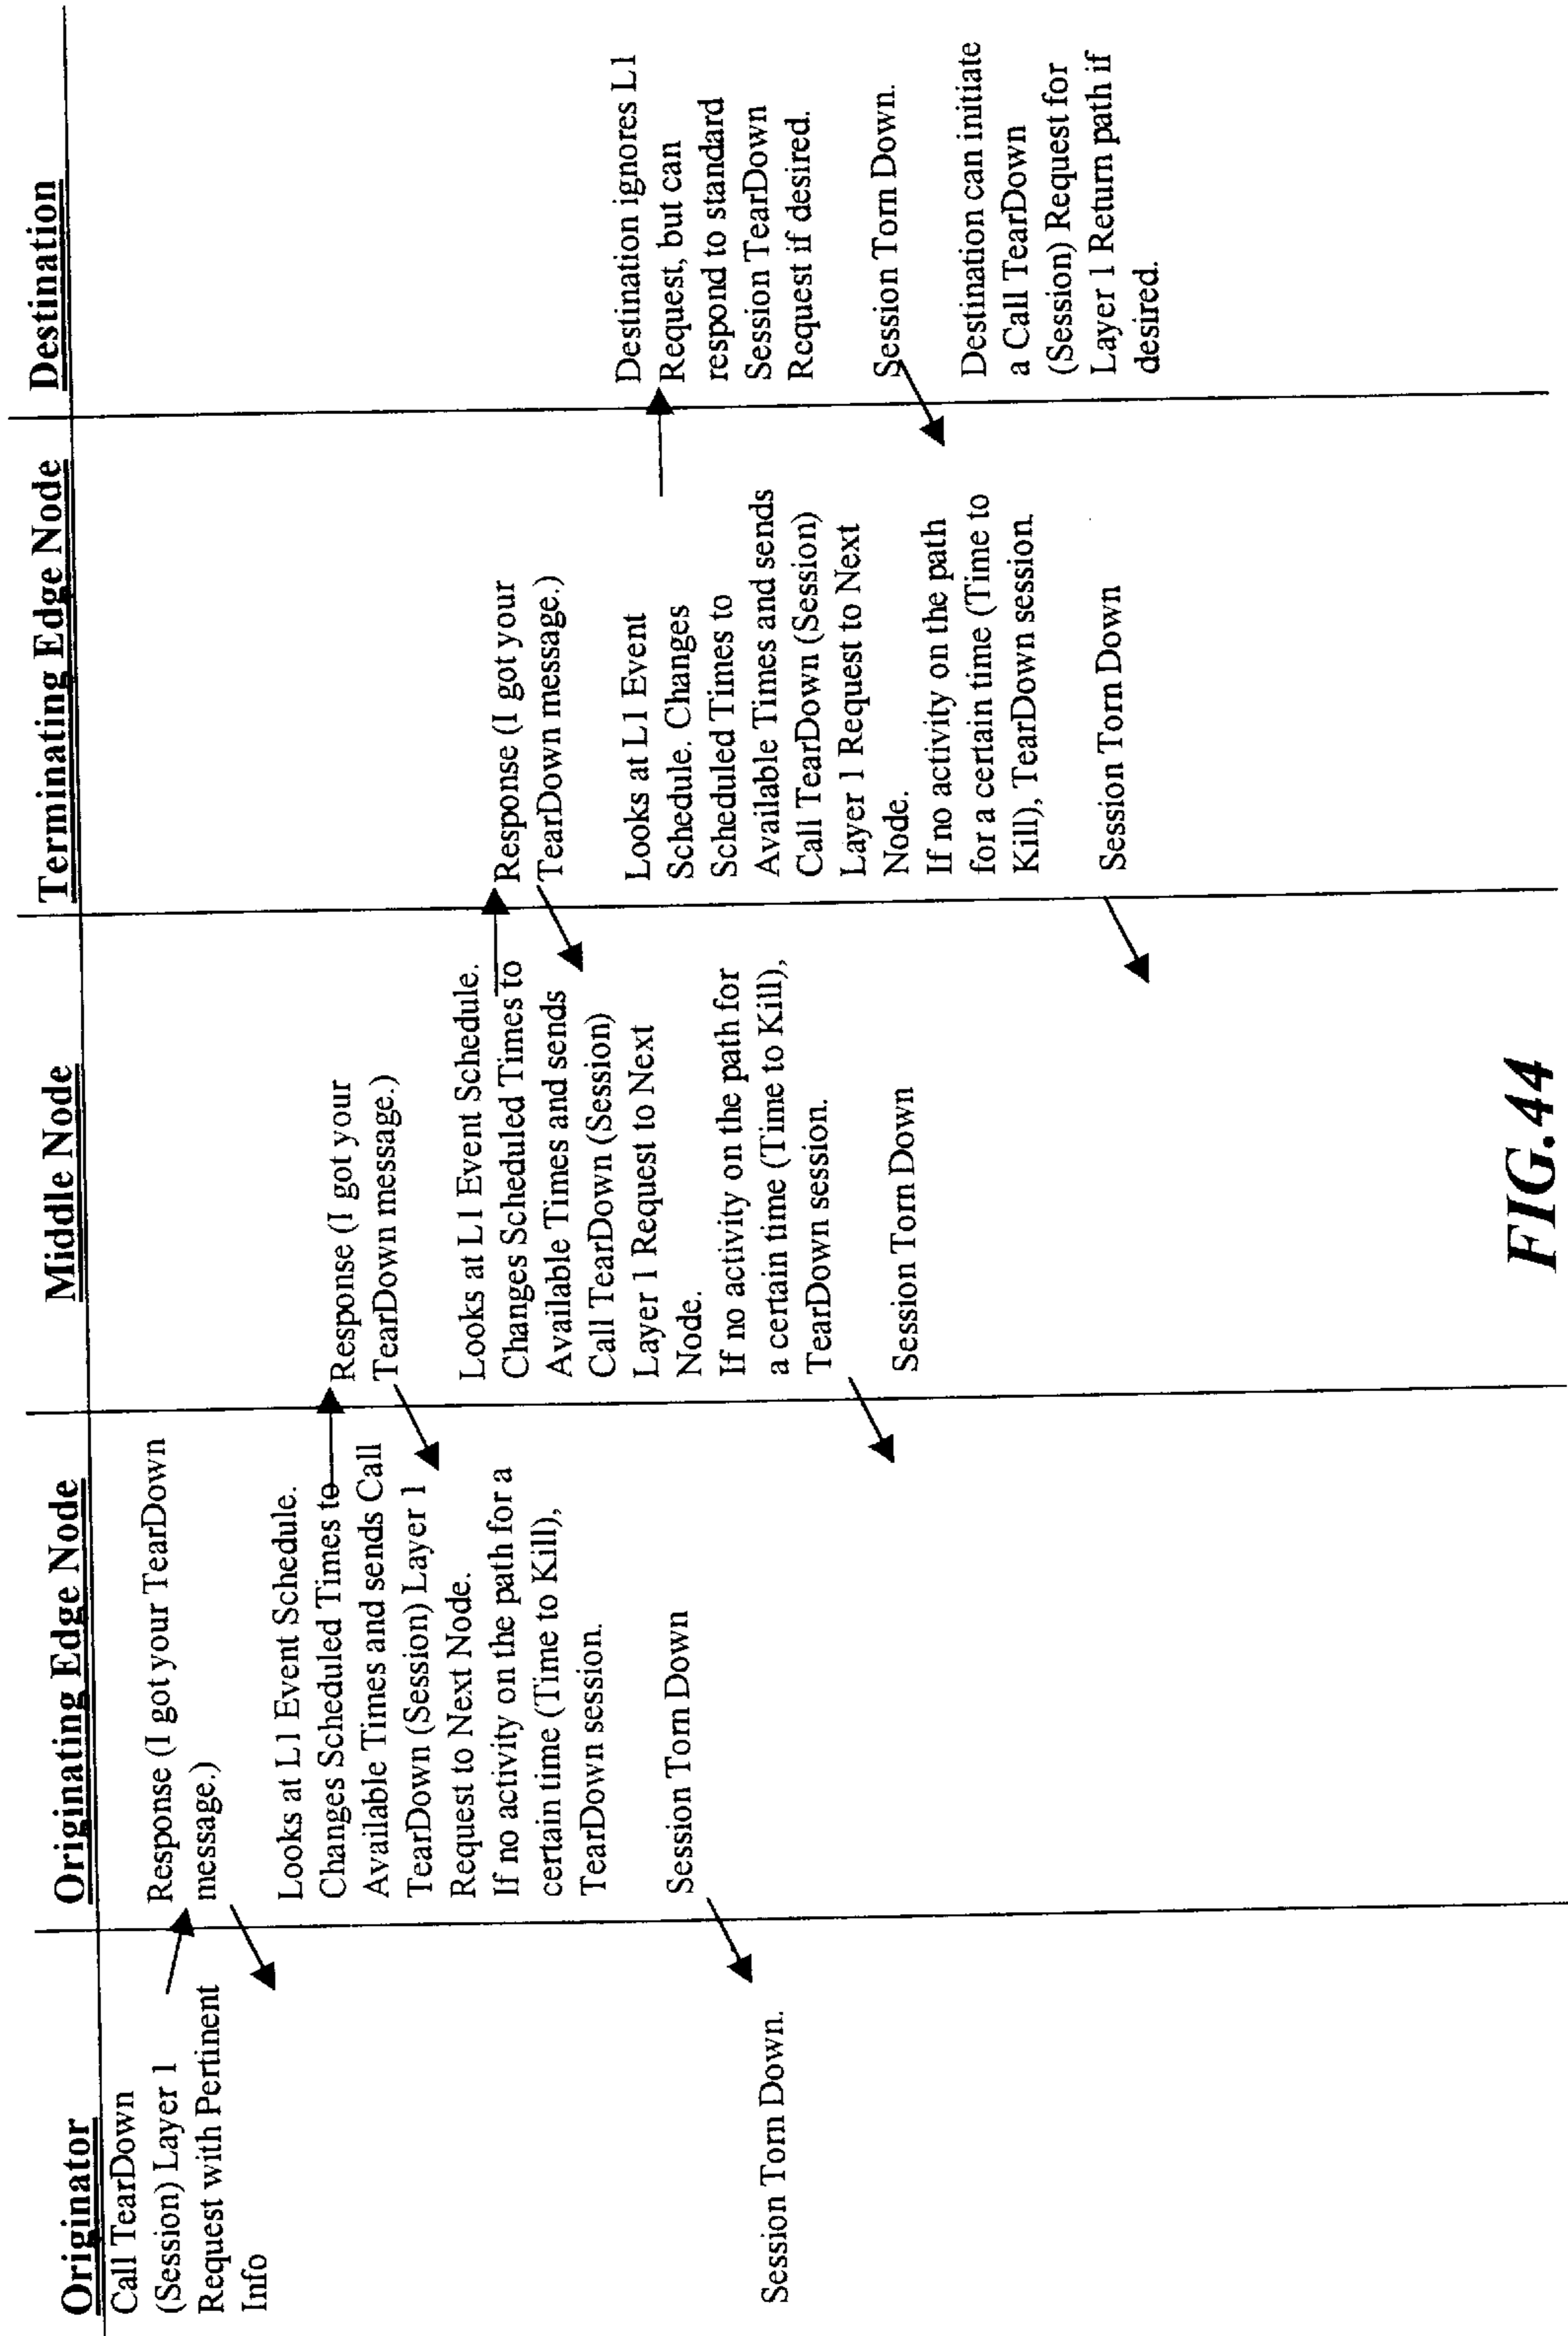 Originator
Call TearDown
(Session) Layer 1
Request with Pertinent
Info
Session Torn Down.
Originating Edge Node
Response (I got your TearDown
message.)
Looks at L1 Event Schedule.
Changes Scheduled Times to
Available Times and sends Call
TearDown (Session) Layer 1
Request to Next Node.
If no activity on the path for a
certain time (Time to Kill),
TearDown session.
Session Torn Down
Middle Node
Response (I got your
TearDown message.)
Looks at L1 Event Schedule.
Changes Scheduled Times to
Available Times and sends
Call TearDown (Session)
Layer 1 Request to Next
Node.
If no activity on the path for
a certain time (Time to Kill),
TearDown session.
Session Torn Down
Terminating Edge Node
Response (I got your
TearDown message.)
Looks at L1 Event
Schedule. Changes
Scheduled Times to
Available Times and sends
Call TearDown (Session)
Layer 1 Request to Next
Node.
If no activity on the path
for a certain time (Time to
Kill), TearDown session.
Session Torn Down
Destination
Destination ignores L1
Request, but can
respond to standard
Session TearDown
Request if desired.
Session Torn Down.
Destination can initiate
a Call TearDown
(Session) Request for
Layer 1 Return path if
desired.
FIG.44